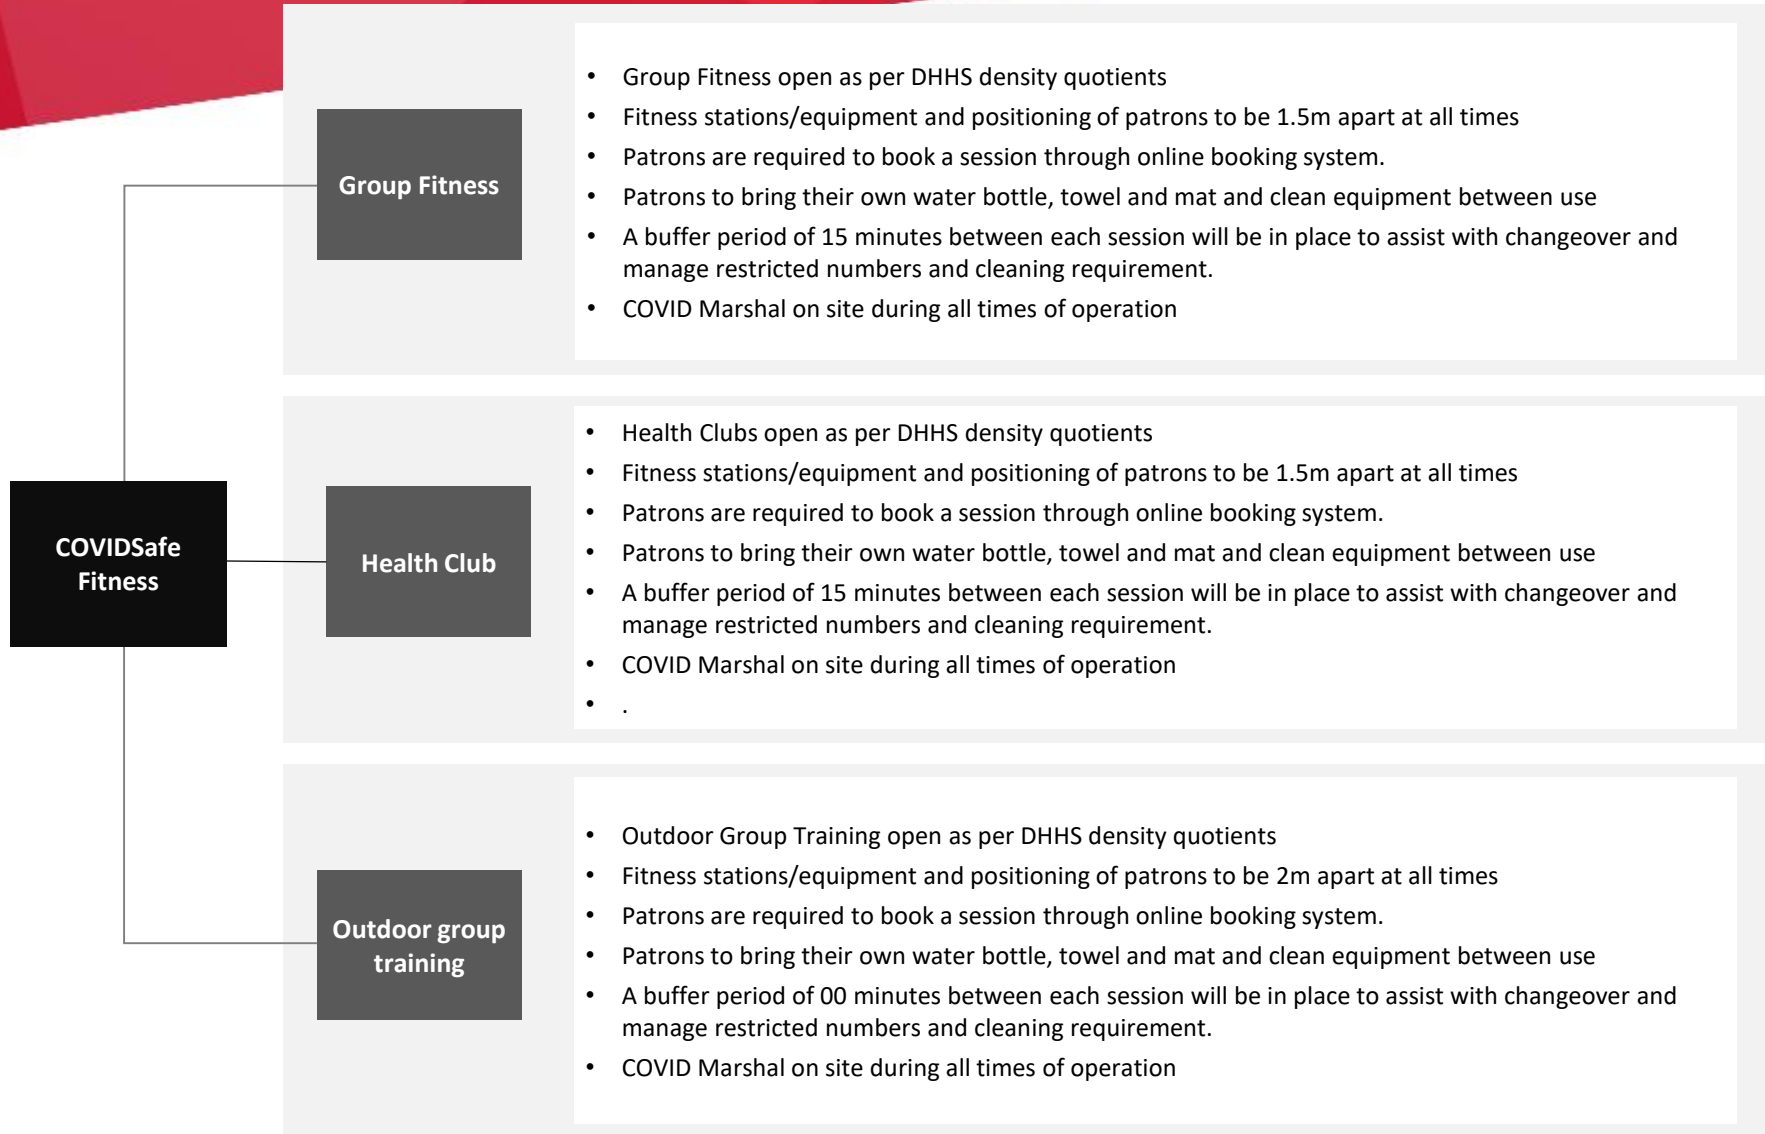 • Group Fitness open as per DHHS density quotients
• Fitness stations/equipment and positioning of patrons to be 1.5m apart at all times
• Patrons are required to book a session through online booking system.
• Patrons to bring their own water bottle, towel and mat and clean equipment between use
• A buffer period of 15 minutes between each session will be in place to assist with changeover and
manage restricted numbers and cleaning requirement.
• COVID Marshal on site during all times of operation
Group Fitness
COVIDSafe
Fitness
Health Club
• Health Clubs open as per DHHS density quotients
• Fitness stations/equipment and positioning of patrons to be 1.5m apart at all times
• Patrons are required to book a session through online booking system.
• Patrons to bring their own water bottle, towel and mat and clean equipment between use
• A buffer period of 15 minutes between each session will be in place to assist with changeover and
manage restricted numbers and cleaning requirement.
• COVID Marshal on site during all times of operation
• .
Outdoor group
training
• Outdoor Group Training open as per DHHS density quotients
• Fitness stations/equipment and positioning of patrons to be 2m apart at all times
• Patrons are required to book a session through online booking system.
• Patrons to bring their own water bottle, towel and mat and clean equipment between use
• A buffer period of 00 minutes between each session will be in place to assist with changeover and
manage restricted numbers and cleaning requirement.
• COVID Marshal on site during all times of operation